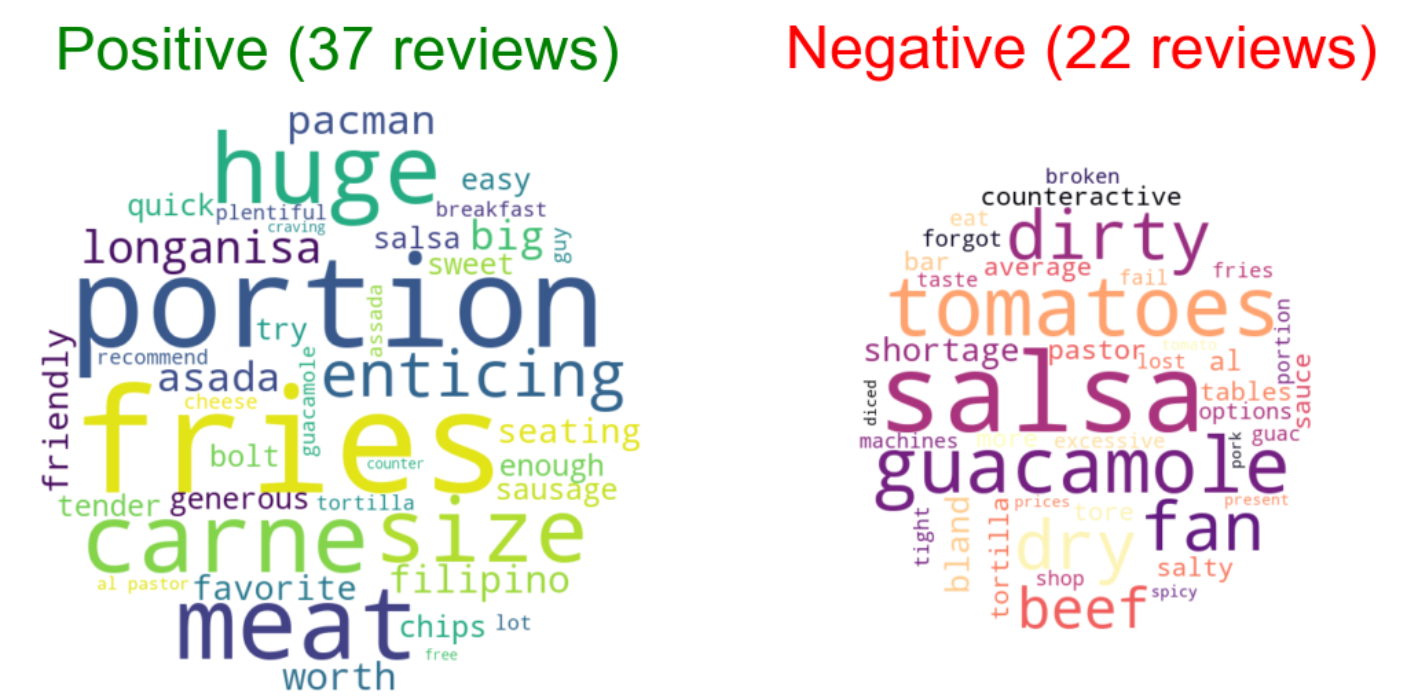 Positive (37 reviews)
pacman
huge
easy
quick
plentiful
breakfast
craving
longanisa
salsa
big
guy
sweet
portion
assada
try
friendly
recommend
asada
guacamole
enticing
cheese
fries
seating
bolt
counter
enough
sausage
tender
generous
tortilla
carne
size
al pastor
favorite
filipino
meat
chips
lot
free
worth
Negative (22 reviews)
broken
counteractive
eat
forgot
dirty
bar
average
taste
fail
fries
tomatoes
portion
shortage
pastor
tomato
lost
al
sauce
diced
salsa
tables
options
machines
more
excessive
pork
guac
guacamole
tight
bland
tortilla
prices
tore
present
dry
fan
shop
salty
beef
spicy